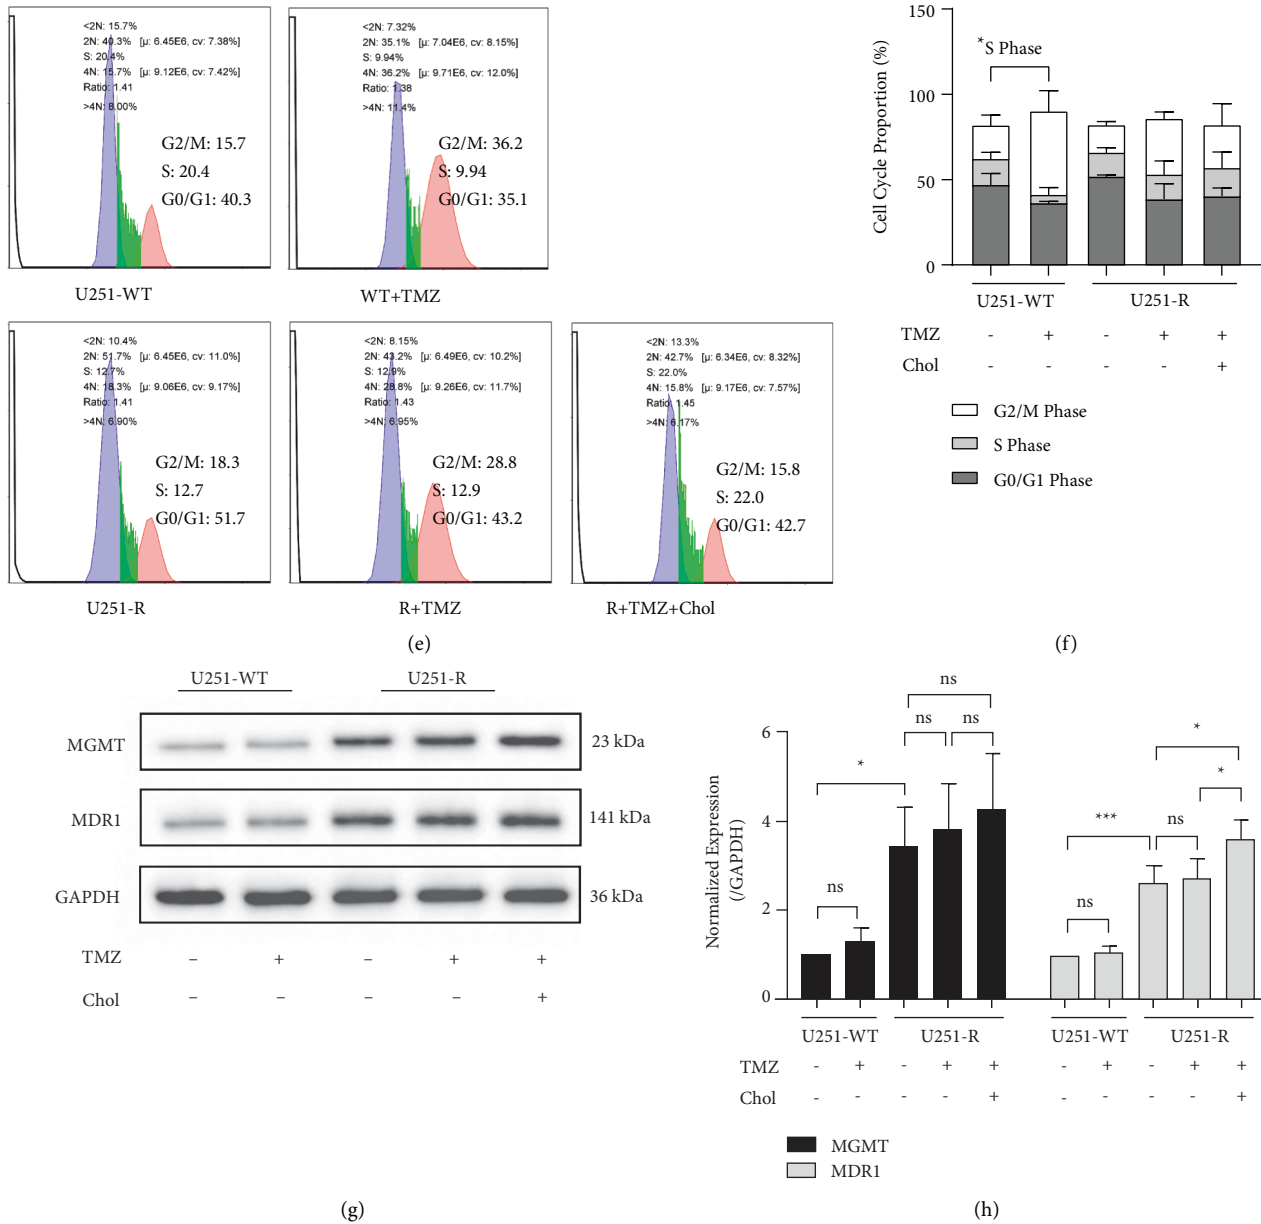 <2N: 15.7%
2N: 40.3% [μ: 6.45E6, cv: 7.38%]
S: 20.4%
4N: 15.7% [μ: 9.12E6, cv: 7.42%]
Ratio: 1.41
>4N: 8.00%
G2/M: 15.7
S: 20.4
G0/G1: 40.3
U251-WT
<2N: 7.32%
2N: 35.1% [μ: 7.04E6, cv: 8.15%]
S: 9.94%
4N: 36.2% [μ: 9.71E6, cv: 12.0%]
Ratio: 1.38
>4N: 11.4%
G2/M: 36.2
S: 9.94
G0/G1: 35.1
WT+TMZ
<2N: 10.4%
2N: 51.7% [μ: 6.45E6, cv: 11.0%]
S: 12.7%
4N: 18.3% [μ: 9.06E6, cv: 9.17%]
Ratio: 1.41
>4N: 6.90%
G2/M: 18.3
S: 12.7
G0/G1: 51.7
U251-R
<2N: 8.15%
2N: 43.2% [μ: 6.49E6, cv: 10.2%]
S: 12.9%
4N: 28.8% [μ: 9.26E6, cv: 11.7%]
Ratio: 1.43
>4N: 6.95%
G2/M: 28.8
S: 12.9
G0/G1: 43.2
R+TMZ
<2N: 13.3%
2N: 42.7% [μ: 6.34E6, cv: 8.32%]
S: 22.0%
4N: 15.8% [μ: 9.17E6, cv: 7.57%]
Ratio: 1.45
>4N: 6.17%
G2/M: 15.8
S: 22.0
G0/G1: 42.7
R+TMZ+Chol
(e)
Cell Cycle Proportion (%)
150
100
50
0
*S Phase
U251-WT U251-R
TMZ - + - + +
Chol - - - - +
G2/M Phase
S Phase
G0/G1 Phase
(f)
U251-WT U251-R
MGMT 23 kDa
MDR1 141 kDa
GAPDH 36 kDa
TMZ – + – + +
Chol – – – – +
(g)
Normalized Expression
(/GAPDH)
6
4
2
0
ns
*
ns
ns
ns
ns
***
ns
*
*
U251-WT U251-R U251-WT U251-R
TMZ - + - + + - + - + +
Chol - - - - + - - - - +
MGMT
MDR1
(h)